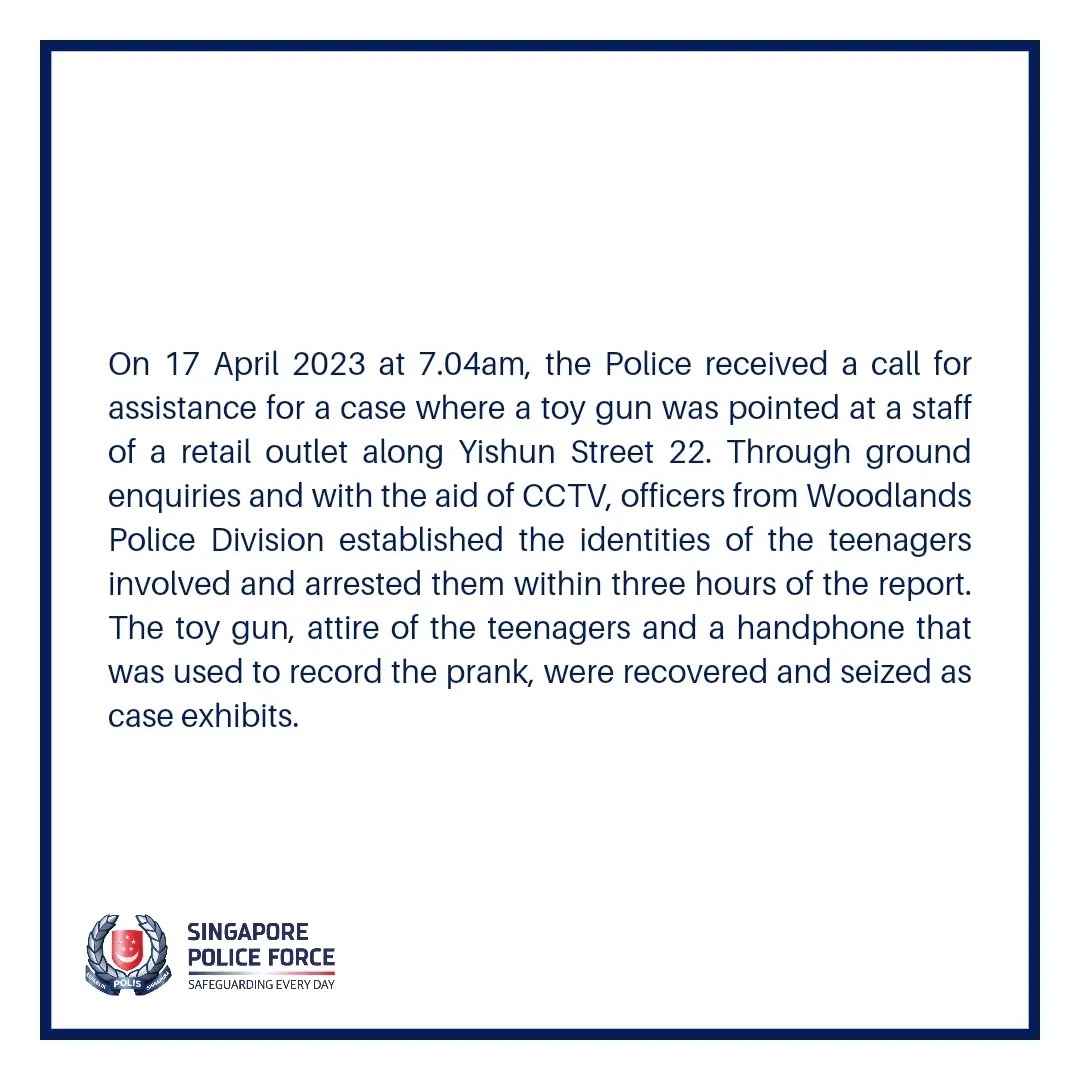 On 17 April 2023 at 7.04am, the Police received a call for
assistance for a case where a toy gun was pointed at a staff
of a retail outlet along Yishun Street 22. Through ground
enquiries and with the aid of CCTV, officers from Woodlands
Police Division established the identities of the teenagers
involved and arrested them within three hours of the report.
The toy gun, attire of the teenagers and a handphone that
was used to record the prank, were recovered and seized as
case exhibits.
POLIS
SINGAPORE
POLICE FORCE
SAFEGUARDING EVERY DAY